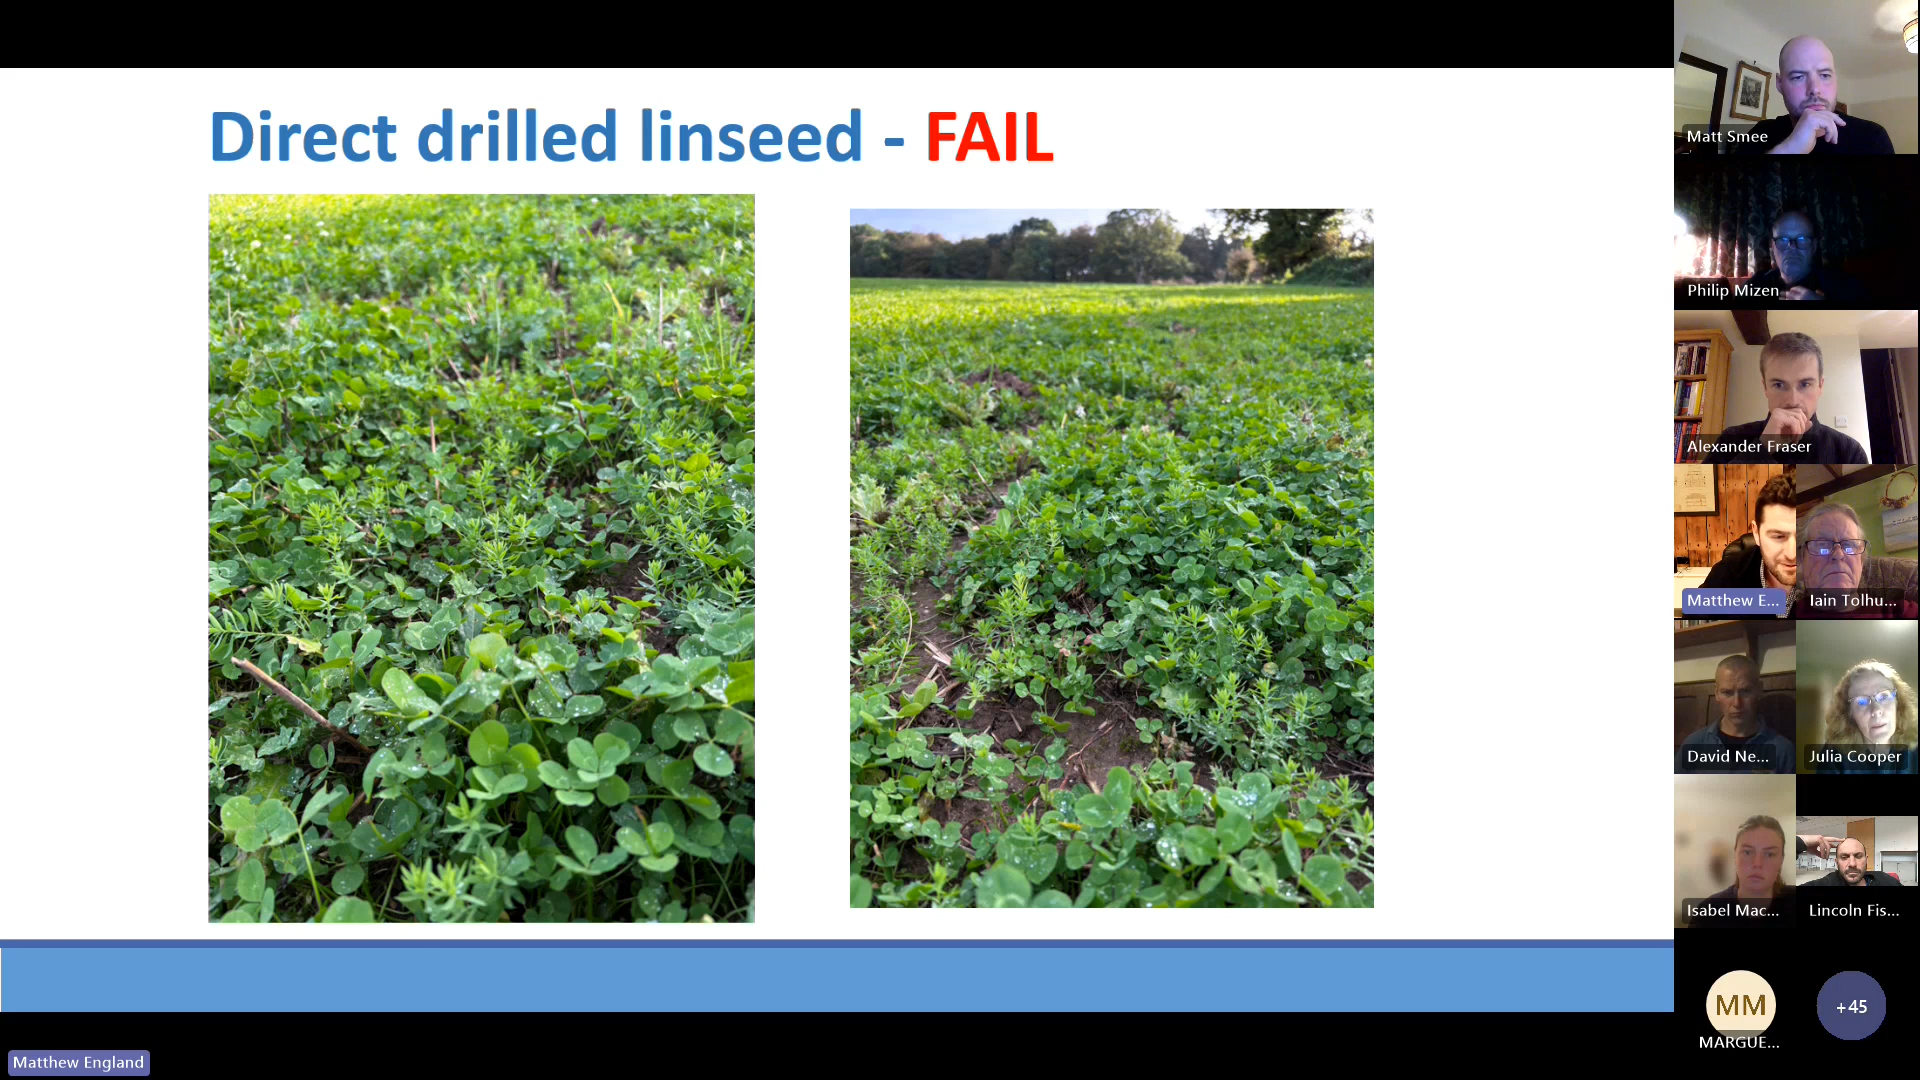 Direct drilled linseed - FAIL
Matt Smee
Philip Mizen
Alexander Fraser
Matthew E...
Iain Tolhu...
David Ne...
Julia Cooper
Isabel Mac...
Lincoln Fis...
MM
+45
MARGUE...
Matthew England